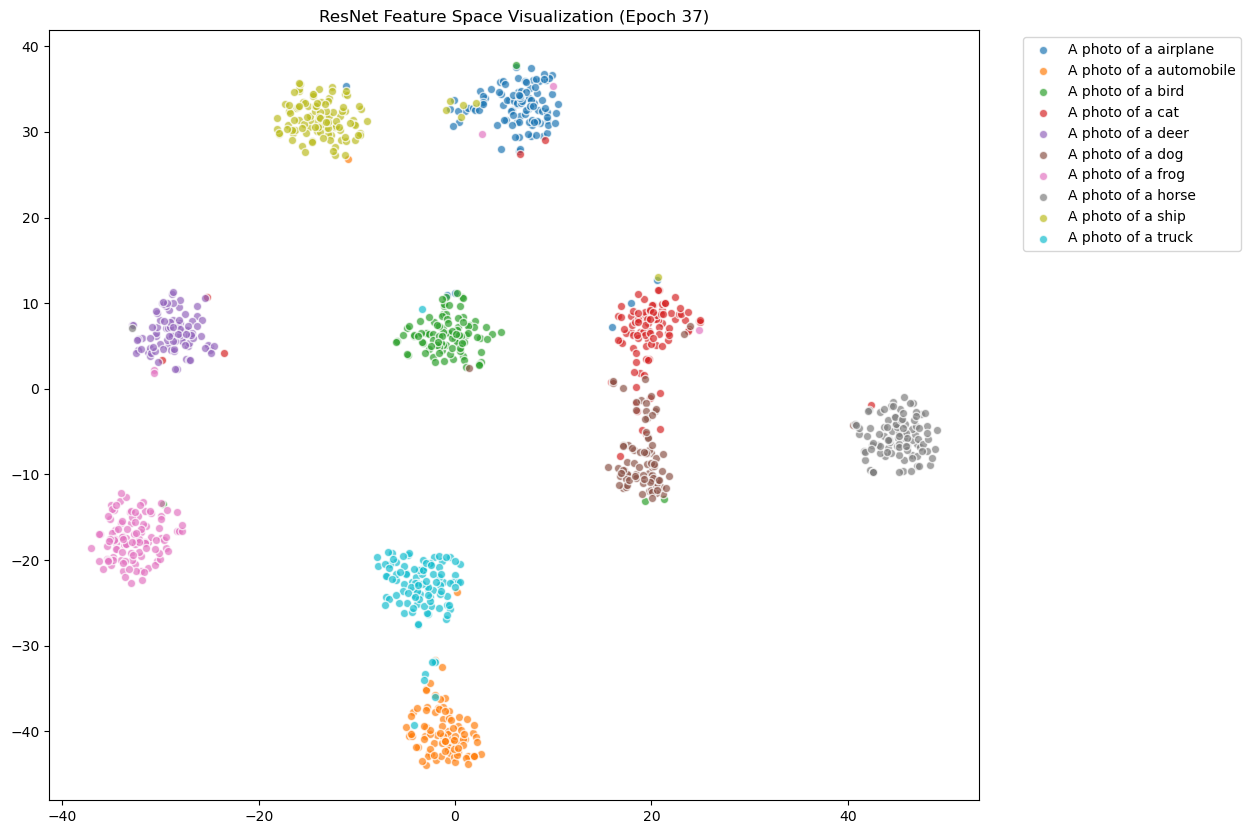 ResNet Feature Space Visualization (Epoch 37)
A photo of a airplane
A photo of a automobile
A photo of a bird
A photo of a cat
A photo of a deer
A photo of a dog
A photo of a frog
A photo of a horse
A photo of a ship
A photo of a truck
40
30
20
10
0
−10
−20
−30
−40
−40 −20 0 20 40